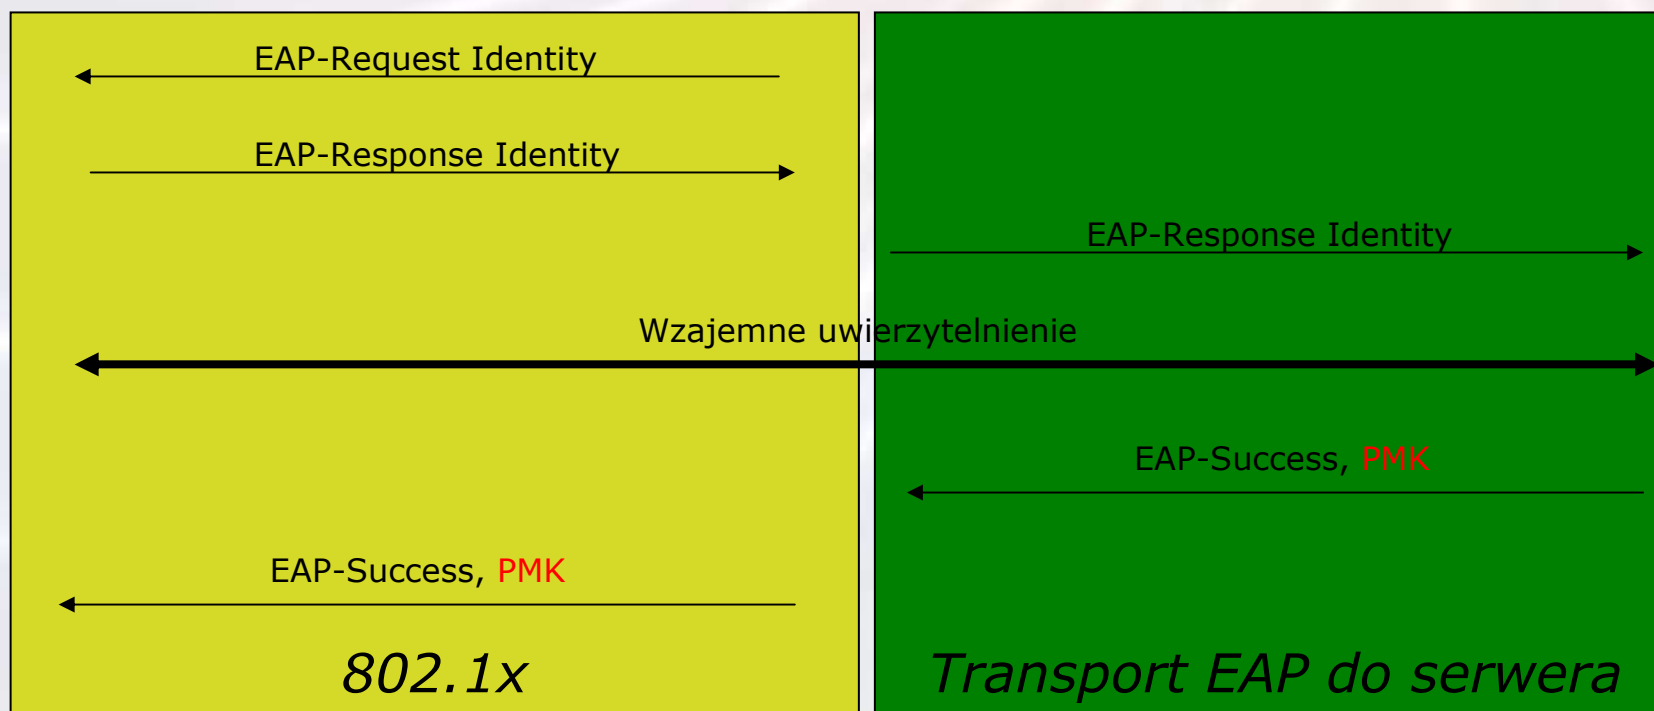 EAP-Request Identity
EAP-Response Identity
EAP-Response Identity
Wzajemne uwierzytelnienie
EAP-Success, PMK
EAP-Success, PMK
802.1x
Transport EAP do serwera